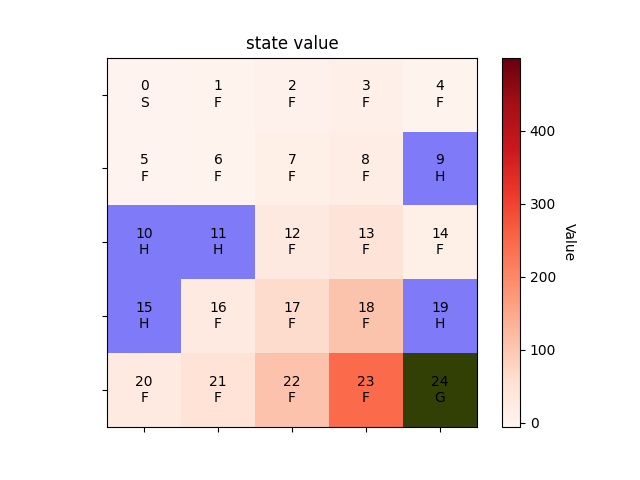 state value
0 1 2 3 4
S F F F F
5 6 7 8 9
F F F F H
10 11 12 13 14
H H F F F
15 16 17 18 19
H F F F H
20 21 22 23 24
F F F F G
400
300
200
100
0
Value